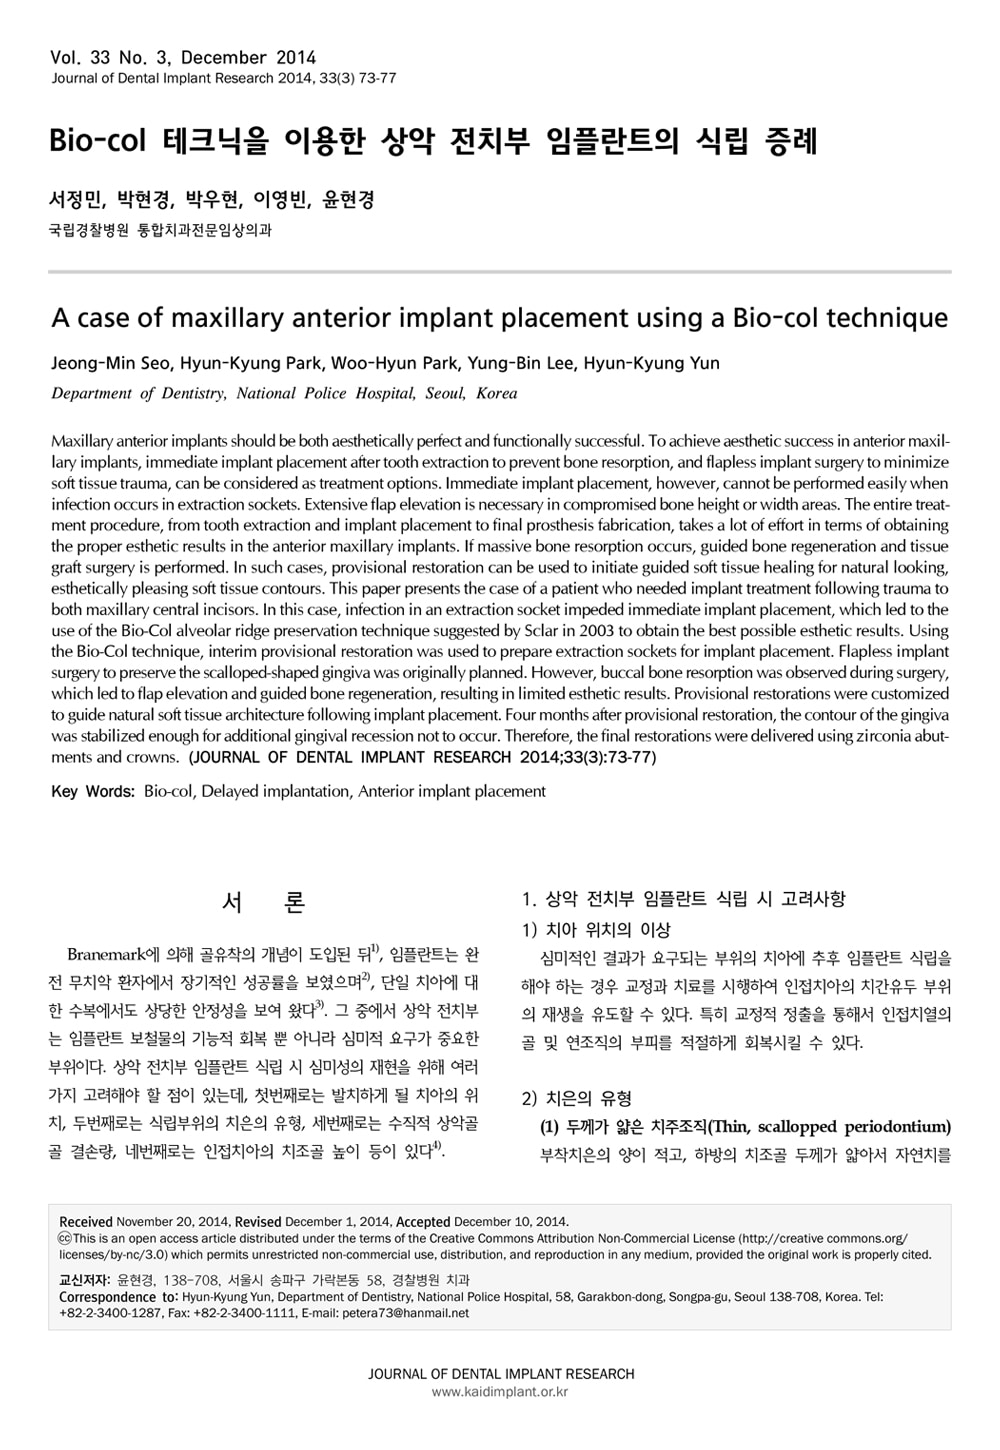 Vol. 33 No. 3, December 2014
Journal of Dental Implant Research 2014, 33(3) 73-77
Bio-col 테크닉을 이용한 상악 전치부 임플란트의 식립 증례
서정민, 박현경, 박우현, 이영빈, 윤현경
국립경찰병원 통합치과전문임상의과
A case of maxillary anterior implant placement using a Bio-col technique
Jeong-Min Seo, Hyun-Kyung Park, Woo-Hyun Park, Yung-Bin Lee, Hyun-Kyung Yun
Department of Dentistry, National Police Hospital, Seoul, Korea
Maxillary anterior implants should be both aesthetically perfect and functionally successful. To achieve aesthetic success in anterior maxil-
lary implants, immediate implant placement after tooth extraction to prevent bone resorption, and flapless implant surgery to minimize
soft tissue trauma, can be considered as treatment options. Immediate implant placement, however, cannot be performed easily when
infection occurs in extraction sockets. Extensive flap elevation is necessary in compromised bone height or width areas. The entire treat-
ment procedure, from tooth extraction and implant placement to final prosthesis fabrication, takes a lot of effort in terms of obtaining
the proper esthetic results in the anterior maxillary implants. If massive bone resorption occurs, guided bone regeneration and tissue
graft surgery is performed. In such cases, provisional restoration can be used to initiate guided soft tissue healing for natural looking,
esthetically pleasing soft tissue contours. This paper presents the case of a patient who needed implant treatment following trauma to
both maxillary central incisors. In this case, infection in an extraction socket impeded immediate implant placement, which led to the
use of the Bio-Col alveolar ridge preservation technique suggested by Sclar in 2003 to obtain the best possible esthetic results. Using
the Bio-Col technique, interim provisional restoration was used to prepare extraction sockets for implant placement. Flapless implant
surgery to preserve the scalloped-shaped gingiva was originally planned. However, buccal bone resorption was observed during surgery,
which led to flap elevation and guided bone regeneration, resulting in limited esthetic results. Provisional restorations were customized
to guide natural soft tissue architecture following implant placement. Four months after provisional restoration, the contour of the gingiva
was stabilized enough for additional gingival recession not to occur. Therefore, the final restorations were delivered using zirconia abut-
ments and crowns. (JOURNAL OF DENTAL IMPLANT RESEARCH 2014;33(3):73-77)
Key Words: Bio-col, Delayed implantation, Anterior implant placement
서 론
Branemark에 의해 골유착의 개념이 도입된 뒤1), 임플란트는 완
전 무치악 환자에서 장기적인 성공률을 보였으며2), 단일 치아에 대
한 수복에서도 상당한 안정성을 보여 왔다3). 그 중에서 상악 전치부
는 임플란트 보철물의 기능적 회복 뿐 아니라 심미적 요구가 중요한
부위이다. 상악 전치부 임플란트 식립 시 심미성의 재현을 위해 여러
가지 고려해야 할 점이 있는데, 첫번째로는 발치하게 될 치아의 위
치, 두번째로는 식립부위의 치은의 유형, 세번째로는 수직적 상악골
골 결손량, 네번째로는 인접치아의 치조골 높이 등이 있다4).
1. 상악 전치부 임플란트 식립 시 고려사항
1) 치아 위치의 이상
심미적인 결과가 요구되는 부위의 치아에 추후 임플란트 식립을
해야 하는 경우 교정과 치료를 시행하여 인접치아의 치간유두 부위
의 재생을 유도할 수 있다. 특히 교정적 정출을 통해서 인접치열의
골 및 연조직의 부피를 적절하게 회복시킬 수 있다.
2) 치은의 유형
(1) 두께가 얇은 치주조직(Thin, scallopped periodontium)
부착치은의 양이 적고, 하방의 치조골 두께가 얇아서 자연치를
Received November 20, 2014, Revised December 1, 2014, Accepted December 10, 2014.
cc This is an open access article distributed under the terms of the Creative Commons Attribution Non-Commercial License (http://creative commons.org/
licenses/by-nc/3.0) which permits unrestricted non-commercial use, distribution, and reproduction in any medium, provided the original work is properly cited.
교신저자: 윤현경, 138-708, 서울시 송파구 가락본동 58, 경찰병원 치과
Correspondence to: Hyun-Kyung Yun, Department of Dentistry, National Police Hospital, 58, Garakbon-dong, Songpa-gu, Seoul 138-708, Korea. Tel:
+82-2-3400-1287, Fax: +82-2-3400-1111, E-mail: petera73@hanmail.net
JOURNAL OF DENTAL IMPLANT RESEARCH
www.kaidimplant.or.kr